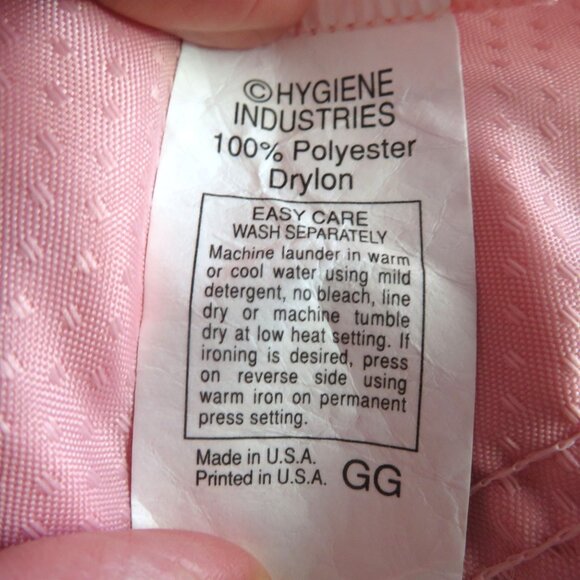 ©HYGIENE
INDUSTRIES
100% Polyester
Drylon
EASY CARE
WASH SEPARATELY
Machine launder in warm
or cool water using mild
detergent, no bleach, line
dry or machine tumble
dry at low heat setting. If
ironing is desired, press
on reverse side using
warm iron on permanent
press setting.
Made in U.S.A.
Printed in U.S.A. GG